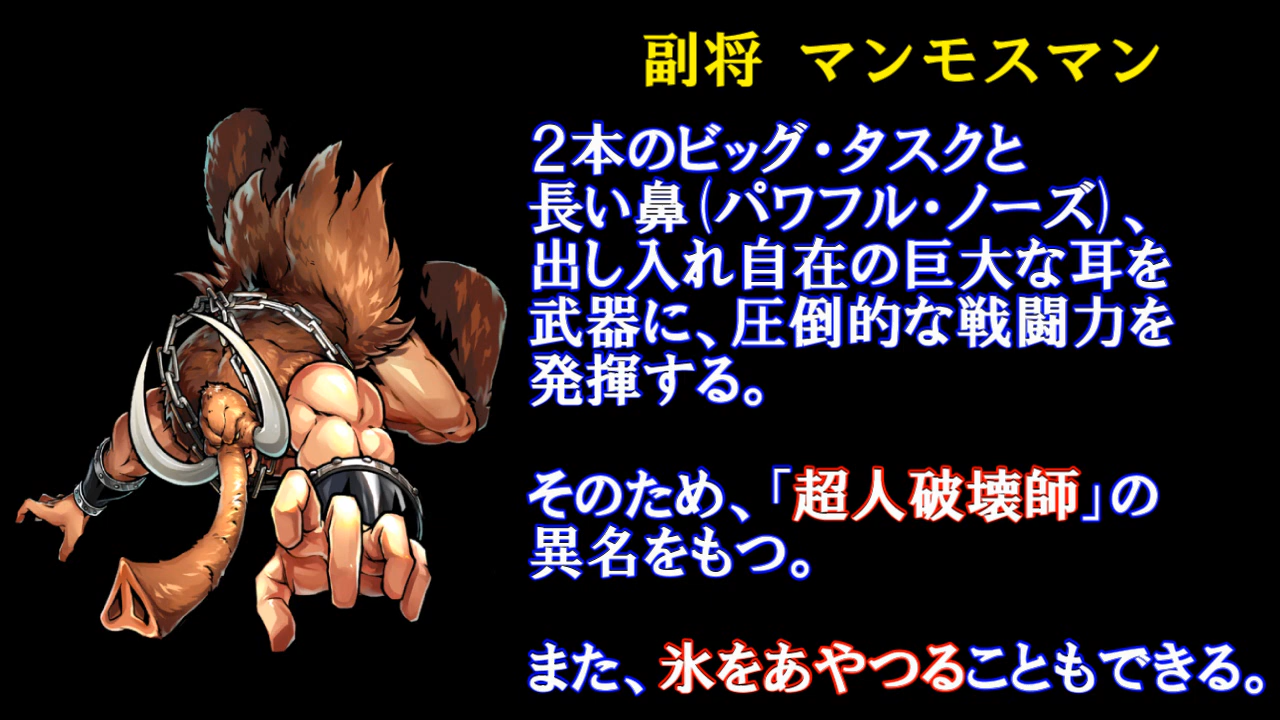 副将 マンモスマン
２本のビッグ・タスクと
長い鼻(パワフル・ノーズ)、
出し入れ自在の巨大な耳を
武器に、圧倒的な戦闘力を
発揮する。
そのため、「超人破壊師」の
異名をもつ。
また、氷をあやつることもできる。